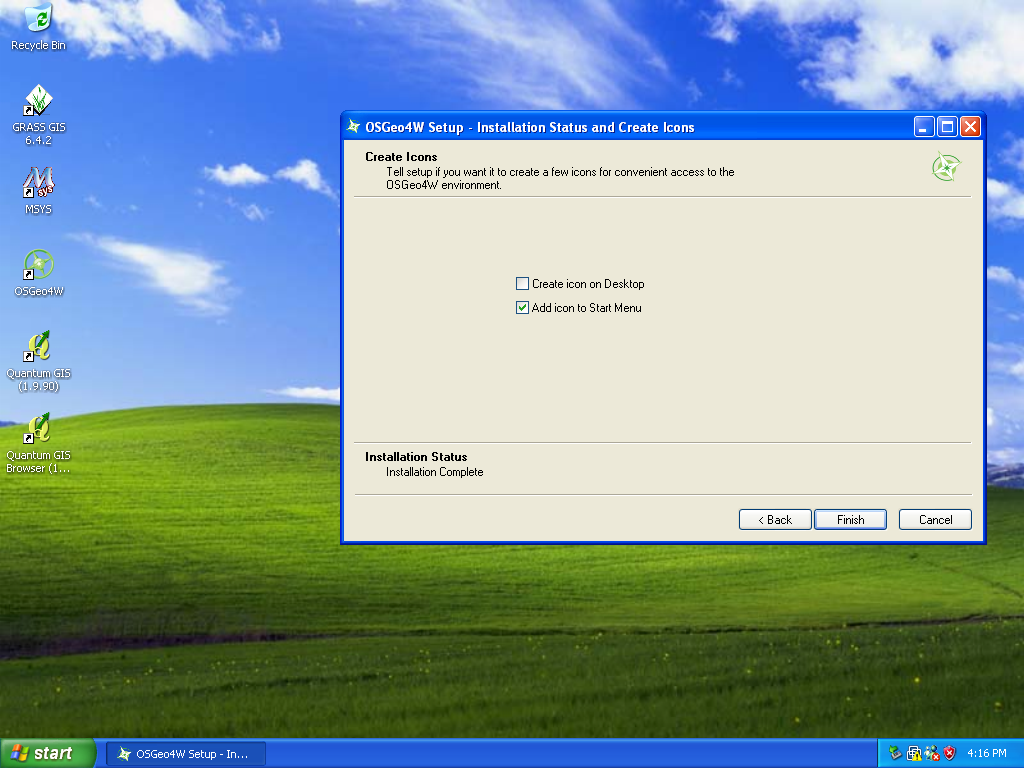 Recycle Bin
GRASS GIS
6.4.2
MSYS
OSGeo4W
Quantum GIS
(1.9.90)
Quantum GIS
Browser (1...
OSGeo4W Setup - Installation Status and Create Icons
Create Icons
Tell setup if you want it to create a few icons for convenient access to the
OSGeo4W environment.
Create icon on Desktop
Add icon to Start Menu
Installation Status
Installation Complete
< Back
Finish
Cancel
start
OSGeo4W Setup - In...
4:16 PM